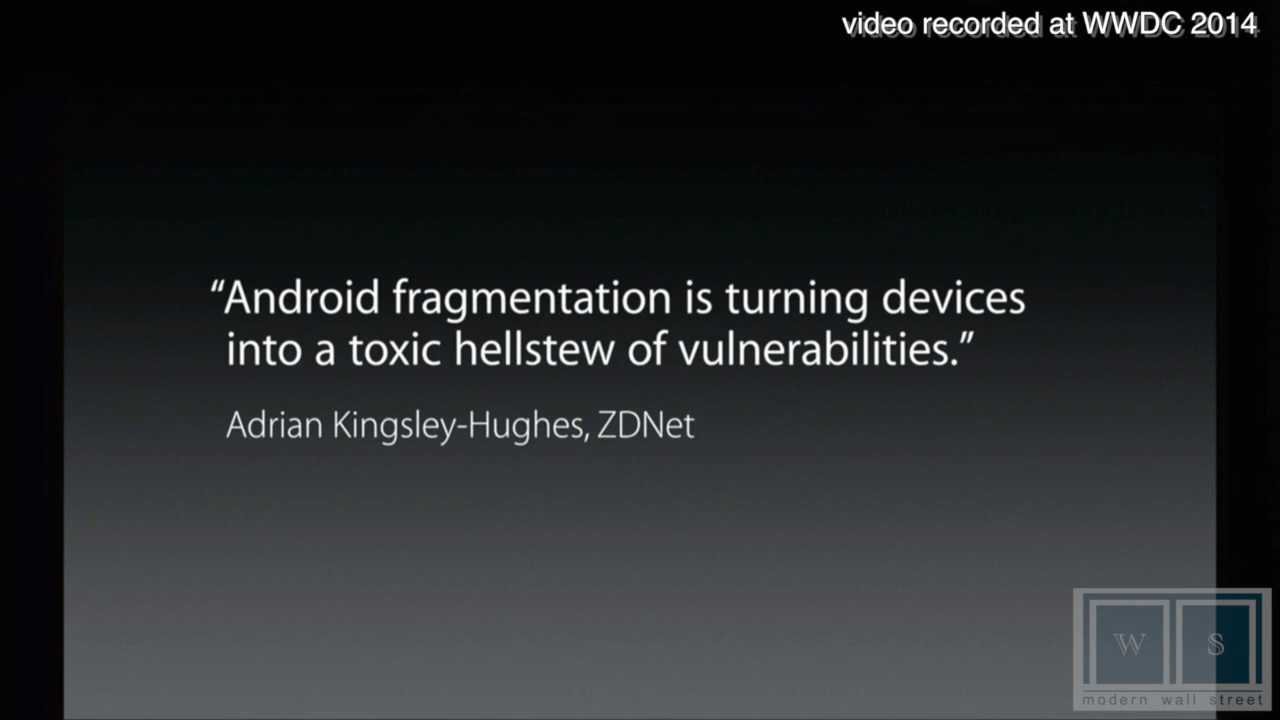 video recorded at WWDC 2014
“Android fragmentation is turning devices
into a toxic hellstew of vulnerabilities.”
Adrian Kingsley-Hughes, ZDNet
W S
modern wall street